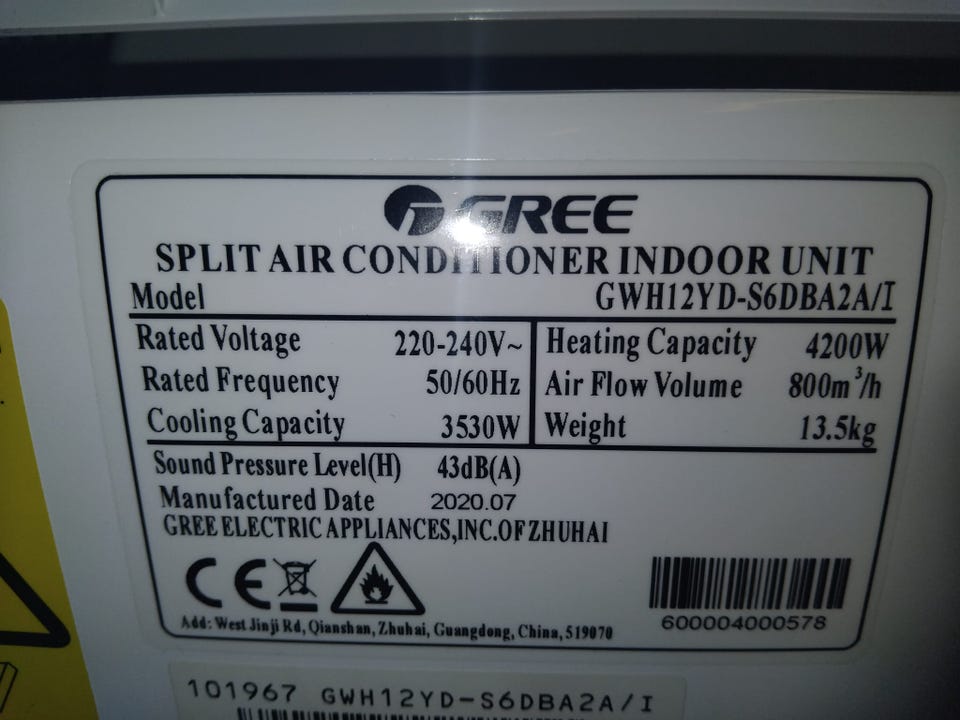 GREE
SPLIT AIR CONDITIONER INDOOR UNIT
Model GWH12YD-S6DBA2A/I
Rated Voltage 220-240V~ Heating Capacity 4200W
Rated Frequency 50/60Hz Air Flow Volume 800m³/h
Cooling Capacity 3530W Weight 13.5kg
Sound Pressure Level(H) 43dB(A)
Manufactured Date 2020.07
GREE ELECTRIC APPLIANCES,INC.OF ZHUHAI
CE
600004000578
Add: West Jinji Rd, Qianshan, Zhuhai, Guangdong, China, 519070
101967 GWH12YD-S6DBA2A/I